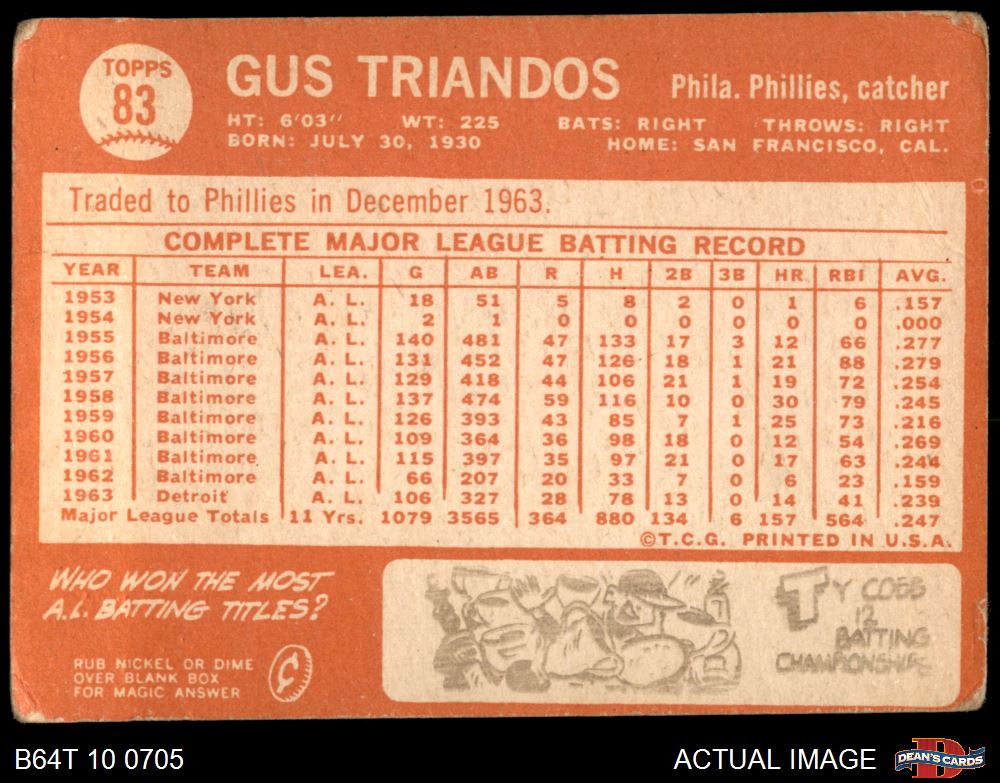 TOPPS
83
GUS TRIANDOS
Phila. Phillies, catcher
HT: 6'03" WT: 225 BATS: RIGHT THROWS: RIGHT
BORN: JULY 30, 1930 HOME: SAN FRANCISCO, CAL.
Traded to Phillies in December 1963.
COMPLETE MAJOR LEAGUE BATTING RECORD
YEAR TEAM LEA. G AB R H 2B 3B HR RBI AVG.
1953 New York A. L. 18 51 5 8 2 0 1 6 .157
1954 New York A. L. 2 1 0 0 0 0 0 0 .000
1955 Baltimore A. L. 140 481 47 133 17 3 12 66 .277
1956 Baltimore A. L. 131 452 47 126 18 1 21 88 .279
1957 Baltimore A. L. 129 418 44 106 21 1 19 72 .254
1958 Baltimore A. L. 137 474 59 116 10 0 30 79 .245
1959 Baltimore A. L. 126 393 43 85 7 1 25 73 .216
1960 Baltimore A. L. 109 364 36 98 18 0 12 54 .269
1961 Baltimore A. L. 115 397 35 97 21 0 17 63 .244
1962 Baltimore A. L. 66 207 20 33 7 0 6 23 .159
1963 Detroit A. L. 106 327 28 78 13 0 14 41 .239
Major League Totals 11 Yrs. 1079 3565 364 880 134 6 157 564 .247
©T.C.G. PRINTED IN U.S.A.
WHO WON THE MOST
A.L. BATTING TITLES?
RUB NICKEL OR DIME
OVER BLANK BOX
FOR MAGIC ANSWER
TY COBB
12
BATTING
CHAMPIONSHIPS
B64T 10 0705
ACTUAL IMAGE
DEAN'S CARDS